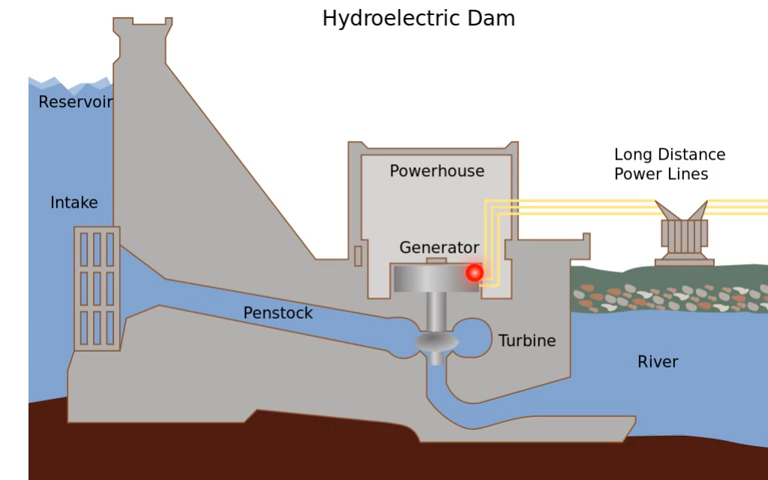 Hydroelectric Dam
Reservoir
Long Distance
Power Lines
Powerhouse
Intake
Generator
Penstock
Turbine
River